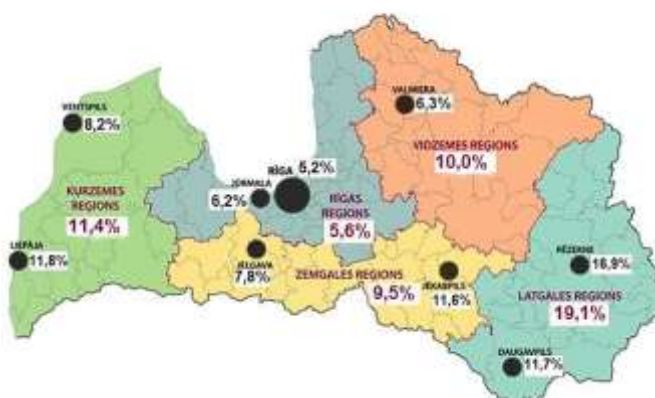 VENTSPILS
8,2%
KURZEMES
REGIONS
11,4%
LIEPĀJA
11,8%
RĪGA 5,2%
JŪRMALA
6,2%
RĪGAS
REGIONS
5,6%
VALMIERA
6,3%
VIDZEMES REGIONS
10,0%
JELGAVA
7,8%
ZEMGALES REGIONS
9,5%
JĒKABPILS
11,6%
RĒZEKNE
16,9%
LATGALES REGIONS
19,1%
DAUGAVPILS
11,7%